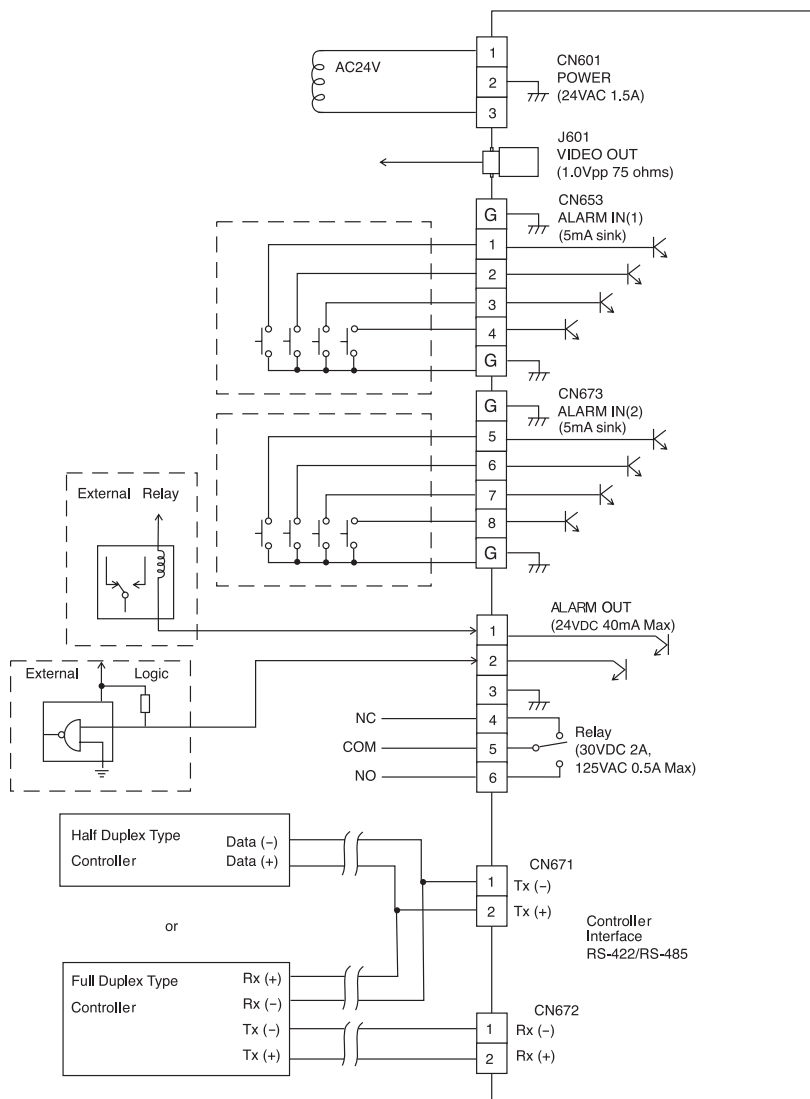 AC24V
1
2
3
CN601
POWER
(24VAC 1.5A)
J601
VIDEO OUT
(1.0Vpp 75 ohms)
G
1
2
3
4
G
CN653
ALARM IN(1)
(5mA sink)
G
5
6
7
8
G
CN673
ALARM IN(2)
(5mA sink)
External Relay
External Logic
1
2
3
4
5
6
ALARM OUT
(24VDC 40mA Max)
NC
COM
NO
Relay
(30VDC 2A,
125VAC 0.5A Max)
Half Duplex Type
Controller
Data (−)
Data (+)
or
Full Duplex Type
Controller
Rx (+)
Rx (−)
Tx (−)
Tx (+)
CN671
1 Tx (−)
2 Tx (+)
Controller
Interface
RS-422/RS-485
CN672
1 Rx (−)
2 Rx (+)